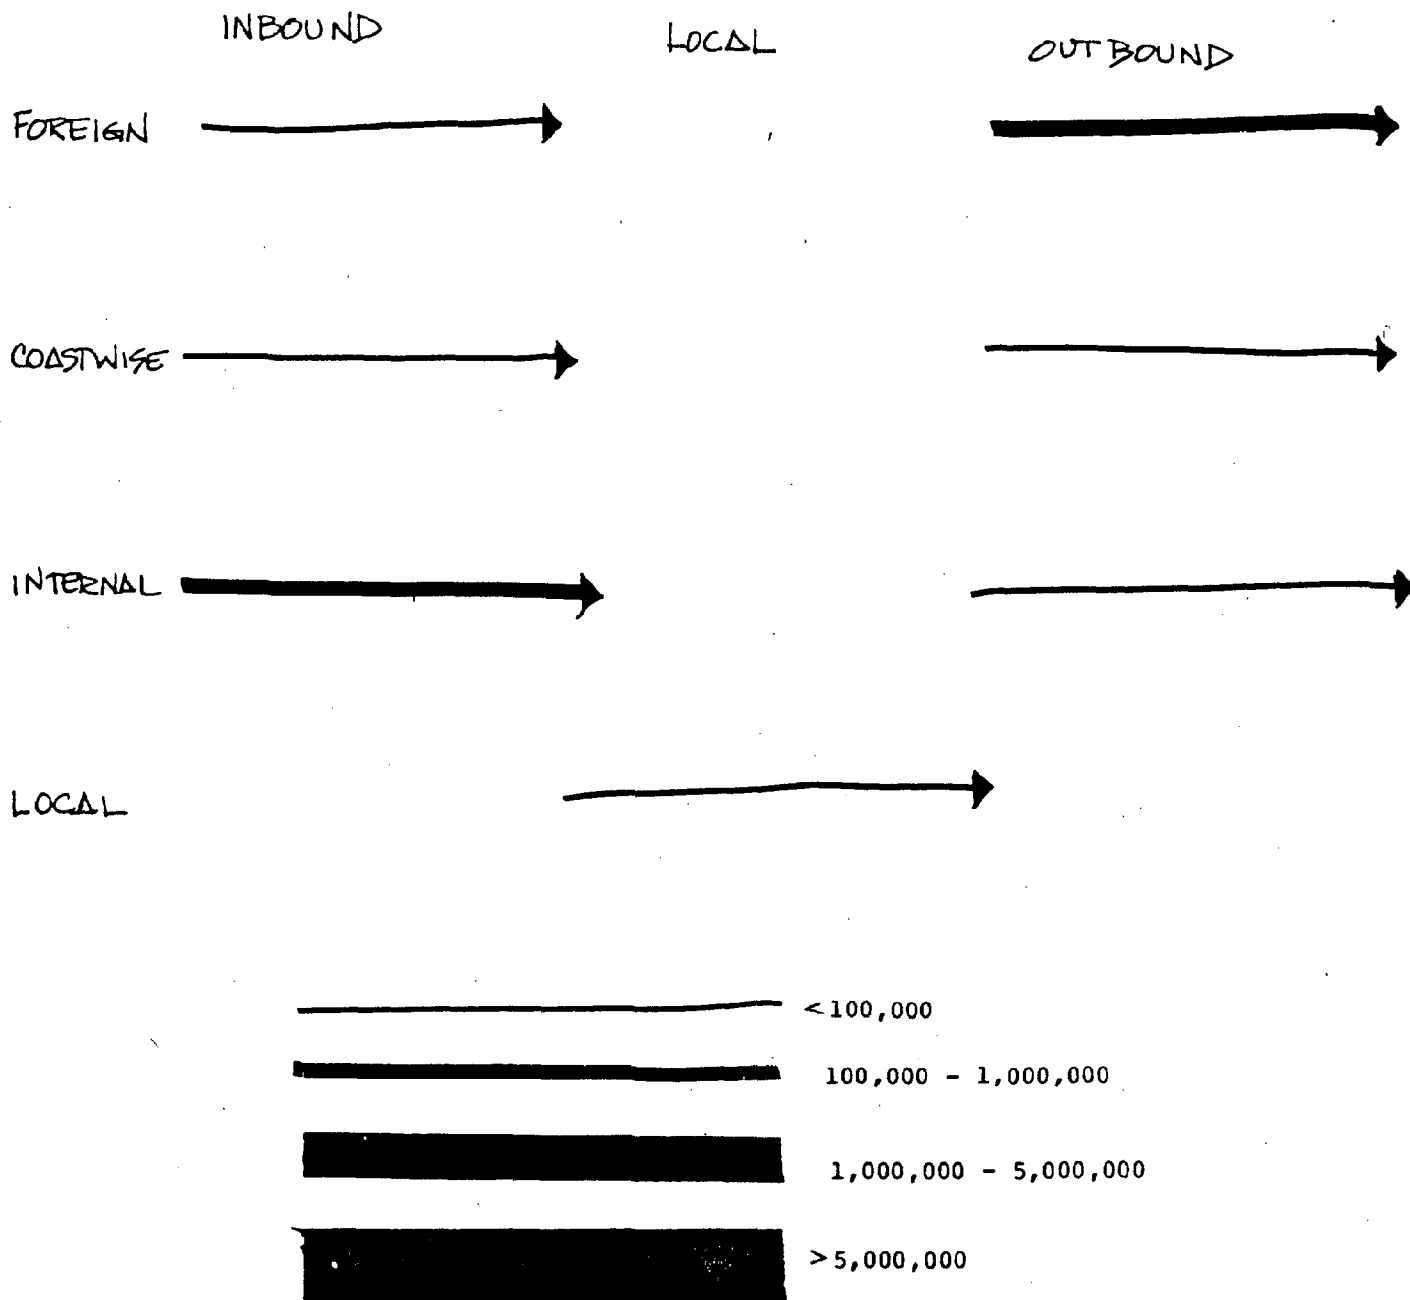 INBOUND LOCAL OUTBOUND
FOREIGN
COASTWISE
INTERNAL
LOCAL
<100,000
100,000 - 1,000,000
1,000,000 - 5,000,000
>5,000,000